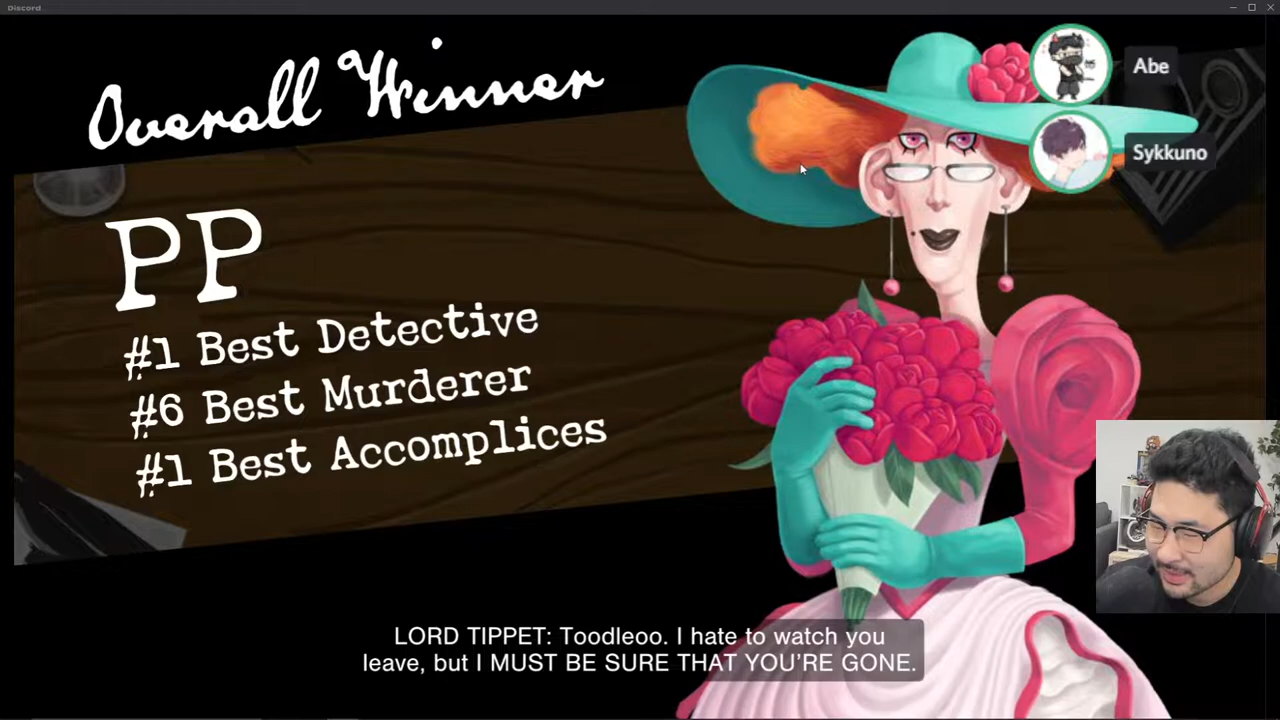 Discord
Overall Winner
Abe
Sykkuno
PP
#1 Best Detective
#6 Best Murderer
#1 Best Accomplices
LORD TIPPET: Toodleoo. I hate to watch you
leave, but I MUST BE SURE THAT YOU'RE GONE.